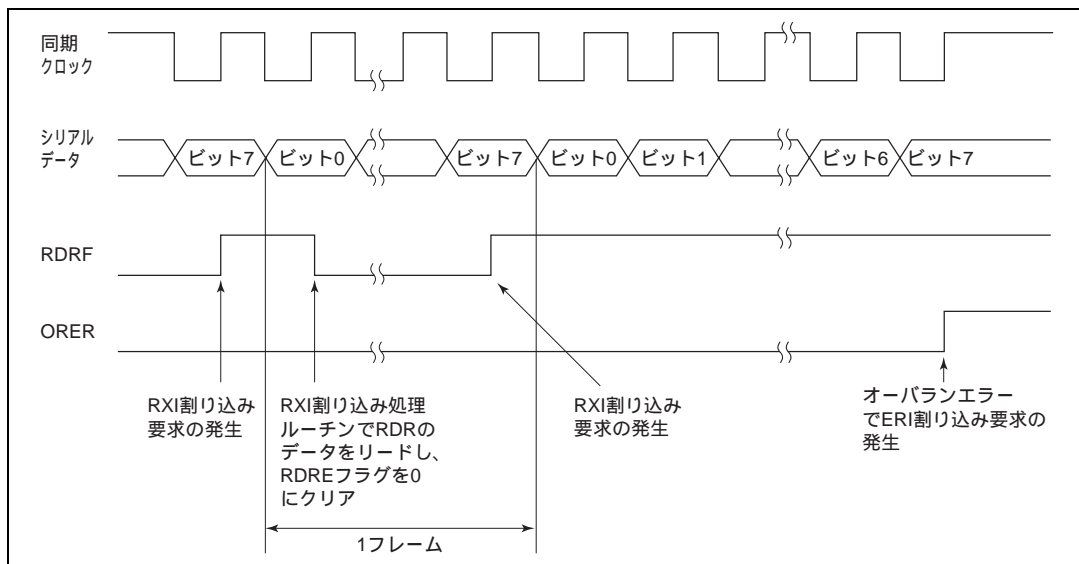 同期
クロック
シリアル
データ
ビット7
ビット0
ビット7
ビット0
ビット1
ビット6
ビット7
RDRF
ORER
RXI割り込み
要求の発生
RXI割り込み処理
ルーチンでRDRの
データをリードし、
RDREフラグを0
にクリア
RXI割り込み
要求の発生
オーバランエラー
でERI割り込み要求の
発生
1フレーム